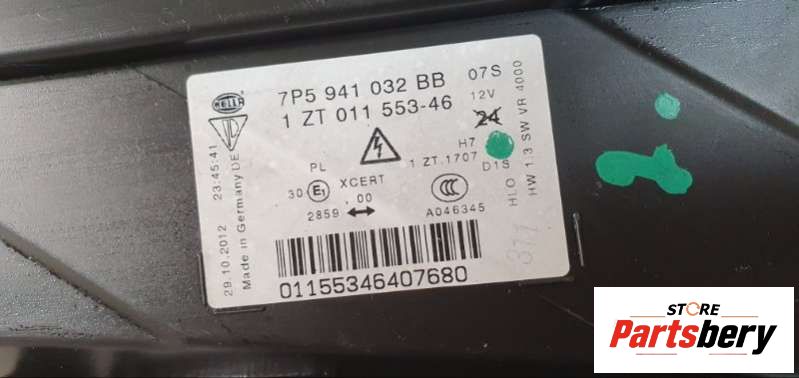 HELLA
7P5 941 032 BB 07S
1 ZT 011 553-46 12V
24
H7
1 ZT.1707 D1S
PL
30 E1 XCERT
.00
2859
CCC
A046345
01155346407680
29.10.2012 23:45:41
Made in Germany DE
HLO
HW 1.3 SW VR 4000
STORE
Partsbery